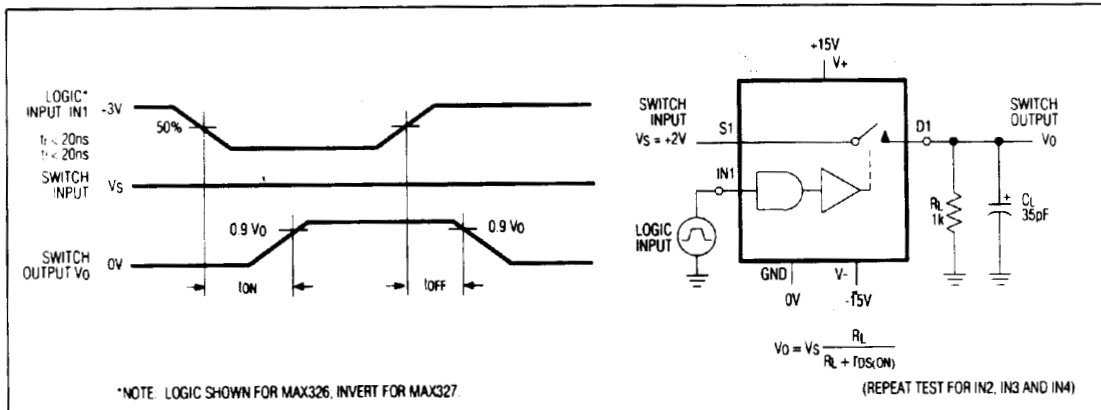 LOGIC*
INPUT IN1
+3V
50%
tr < 20ns
tf < 20ns
SWITCH
INPUT
VS
0.9 VO
0.9 VO
SWITCH
OUTPUT VO
0V
tON
tOFF
*NOTE: LOGIC SHOWN FOR MAX326, INVERT FOR MAX327.
+15V
V+
SWITCH
INPUT
VS = +2V
S1
D1
SWITCH
OUTPUT
VO
IN1
LOGIC
INPUT
RL
1k
+
CL
35pF
GND
0V
V-
-15V
VO = VS RL
RL + rDS(ON)
(REPEAT TEST FOR IN2, IN3 AND IN4)